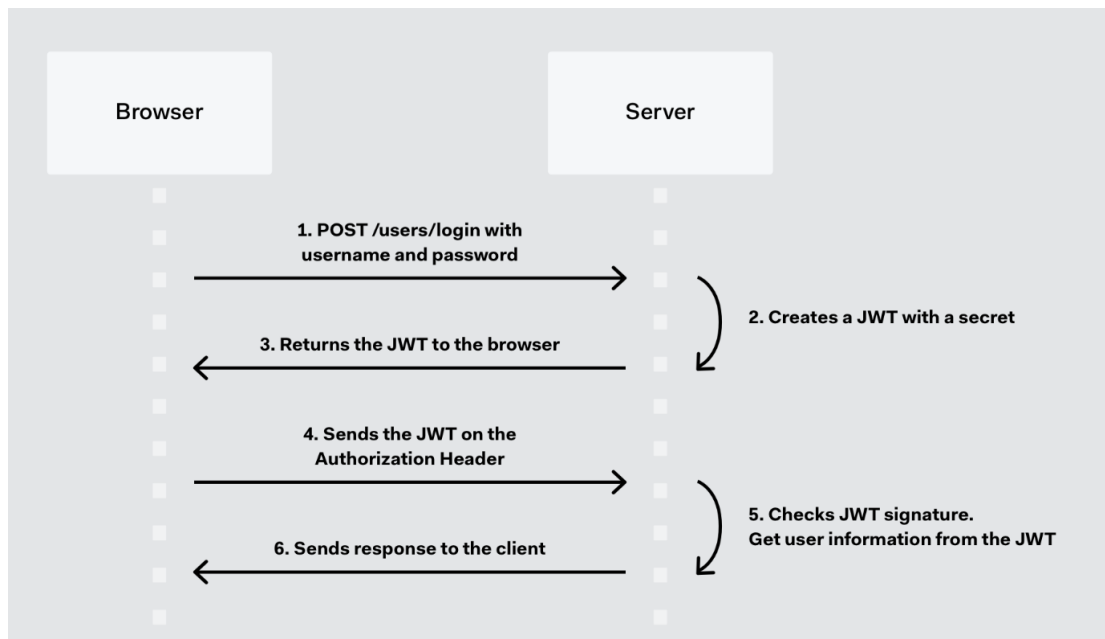 Browser
Server
1. POST /users/login with
username and password
2. Creates a JWT with a secret
3. Returns the JWT to the browser
4. Sends the JWT on the
Authorization Header
5. Checks JWT signature.
Get user information from the JWT
6. Sends response to the client